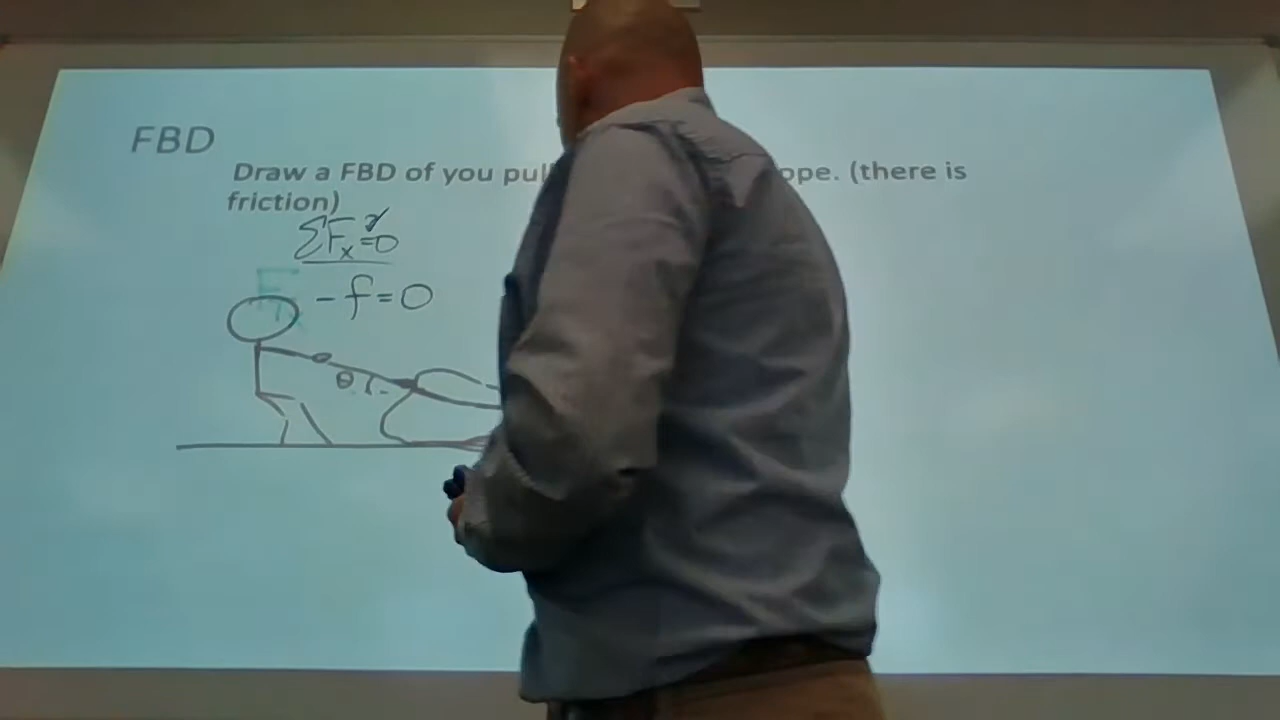 FBD
Draw a FBD of you pul ope. (there is
friction)
ΣFx=0
- f = 0
θ